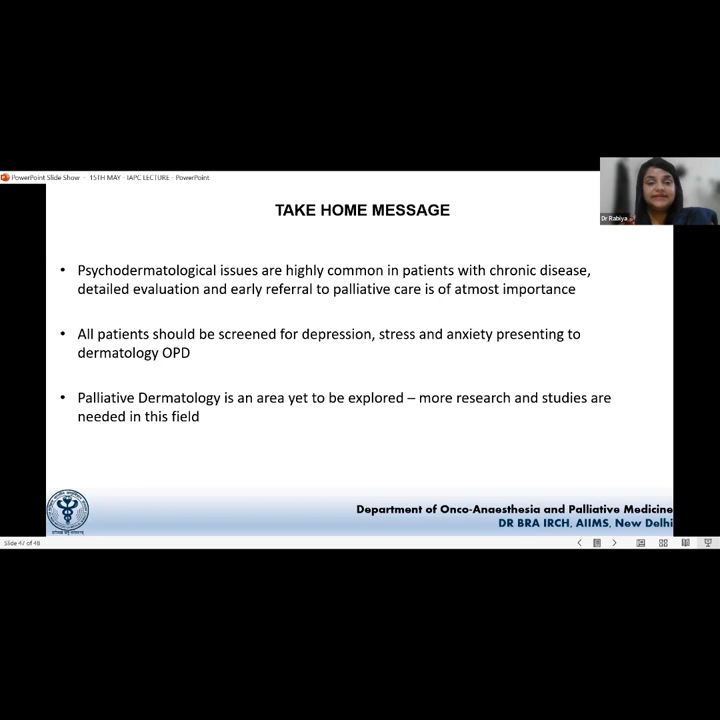 PowerPoint Slide Show - 15TH MAY - IAPC LECTURE - PowerPoint
Dr Rabiya
TAKE HOME MESSAGE
• Psychodermatological issues are highly common in patients with chronic disease,
detailed evaluation and early referral to palliative care is of atmost importance
• All patients should be screened for depression, stress and anxiety presenting to
dermatology OPD
• Palliative Dermatology is an area yet to be explored – more research and studies are
needed in this field
Department of Onco-Anaesthesia and Palliative Medicine
DR BRA IRCH, AIIMS, New Delhi
Slide 47 of 48